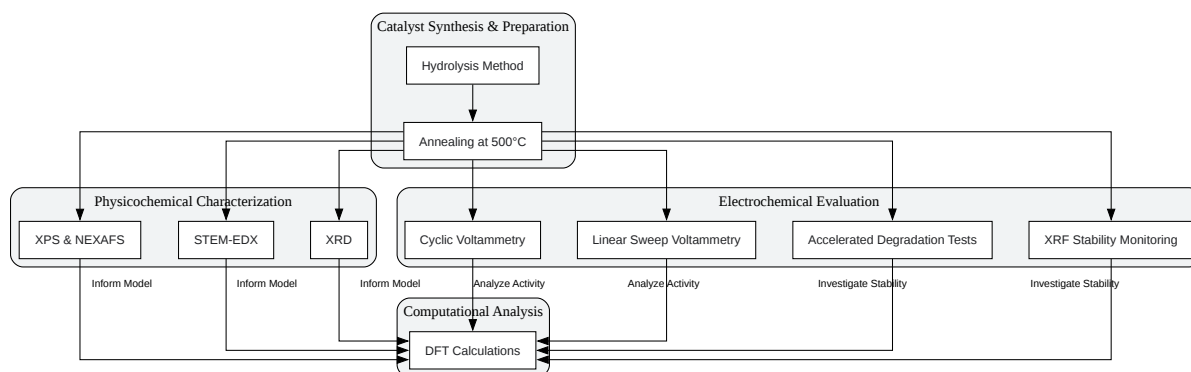 Catalyst Synthesis & Preparation
Hydrolysis Method
Annealing at 500°C
Physicochemical Characterization
Electrochemical Evaluation
XPS & NEXAFS
STEM-EDX
XRD
Cyclic Voltammetry
Linear Sweep Voltammetry
Accelerated Degradation Tests
XRF Stability Monitoring
Inform Model
Inform Model
Inform Model
Analyze Activity
Analyze Activity
Investigate Stability
Investigate Stability
Computational Analysis
DFT Calculations